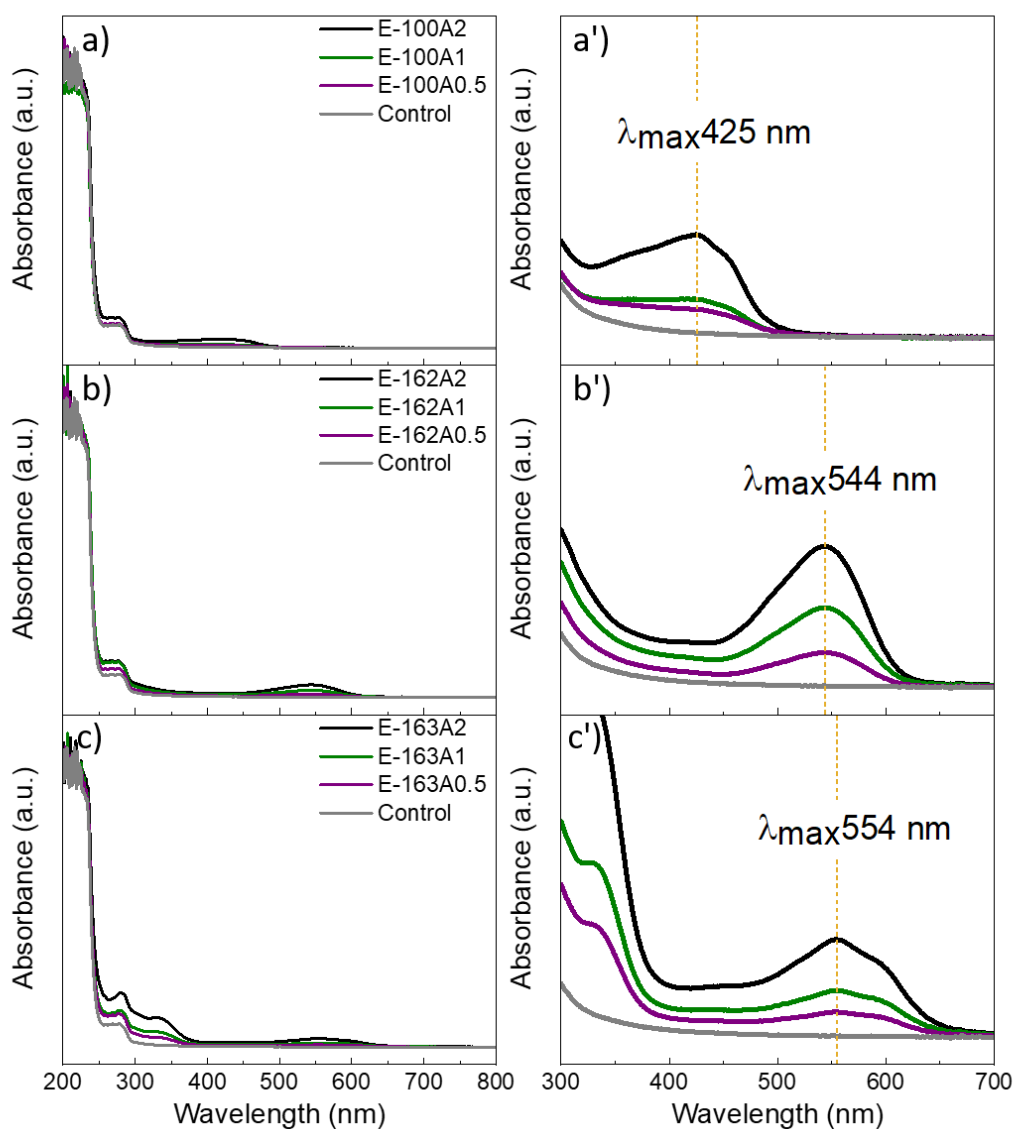 a)
E-100A2
E-100A1
E-100A0.5
Control
Absorbance (a.u.)
a')
λmax425 nm
Absorbance (a.u.)
b)
E-162A2
E-162A1
E-162A0.5
Control
Absorbance (a.u.)
b')
λmax544 nm
Absorbance (a.u.)
c)
E-163A2
E-163A1
E-163A0.5
Control
Absorbance (a.u.)
200 300 400 500 600 700 800
Wavelength (nm)
c')
λmax554 nm
Absorbance (a.u.)
300 400 500 600 700
Wavelength (nm)